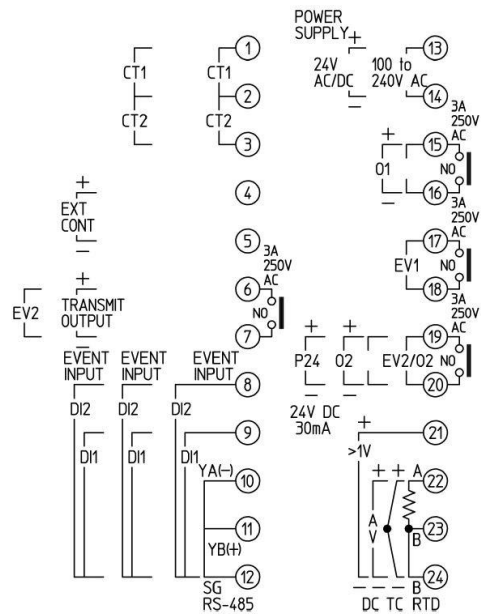 POWER
SUPPLY
+
24V
AC/DC
100 to
240V AC
−
1
CT1
CT1
2
CT2
CT2
3
+
4
EXT
CONT
−
5
13
14
3A
250V
AC
15
+
O1
NO
−
16
3A
250V
AC
17
EV1
NO
18
3A
250V
AC
6
+
EV2
TRANSMIT
OUTPUT
NO
−
7
3A
250V
AC
19
+
+
P24
O2
EV2/O2
NO
−
−
20
24V DC
30mA
EVENT
INPUT
EVENT
INPUT
EVENT
INPUT
8
DI2
DI2
DI2
9
DI1
DI1
DI1
YA(−)
10
11
YB(+)
12
SG
RS-485
+
21
>1V
+
+
+
A
22
A
V
23
B
24
−
−
−
−
B
DC
TC
RTD